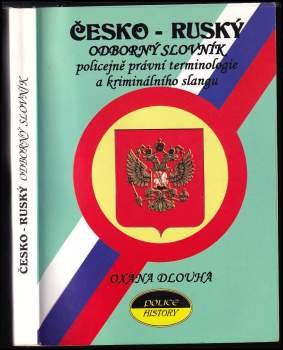 ČESKO - RUSKÝ
ODBORNÝ SLOVNÍK
policejně právní terminologie
a kriminálního slangu
OXANA DLOUHÁ
POLICE
HISTORY
ČESKO - RUSKÝ ODBORNÝ SLOVNÍK